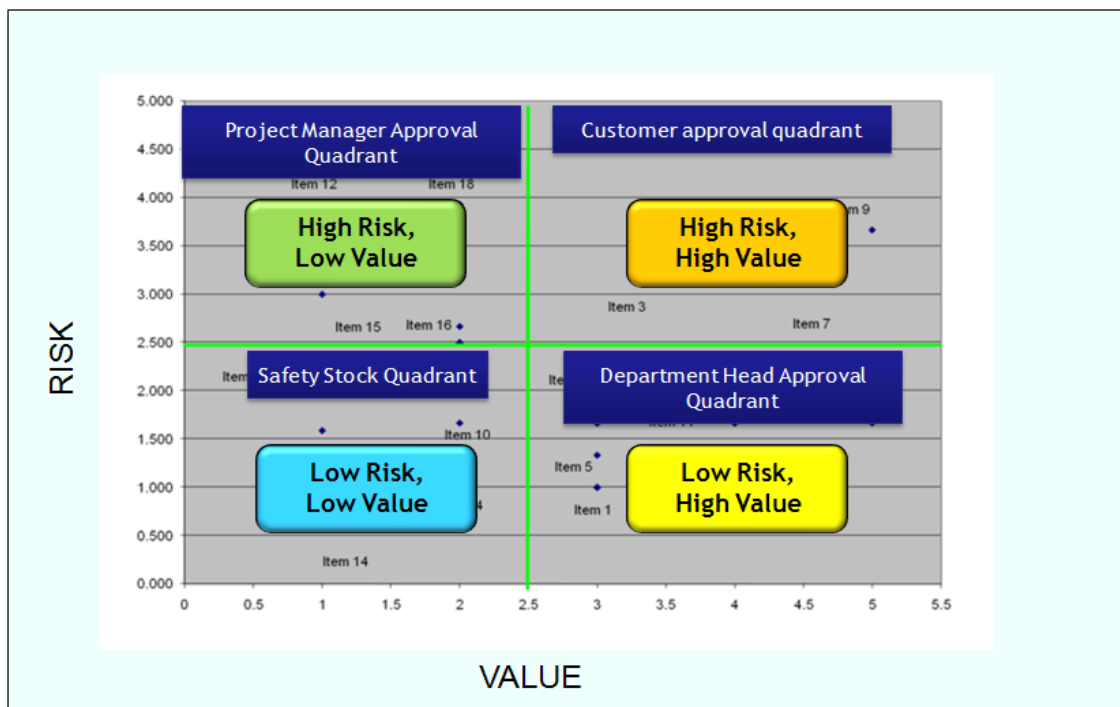 5.000
4.500
4.000
3.500
3.000
2.500
2.000
1.500
1.000
0.500
0.000
RISK
Project Manager Approval
Quadrant
Customer approval quadrant
Item 12
Item 18
High Risk,
Low Value
High Risk,
High Value
m 9
Item 3
Item 15
Item 16
Item 7
Safety Stock Quadrant
Department Head Approval
Quadrant
Item
Item 10
Item 5
Low Risk,
Low Value
Low Risk,
High Value
4
Item 1
Item 14
0
0.5
1
1.5
2
2.5
3
3.5
4
4.5
5
5.5
VALUE